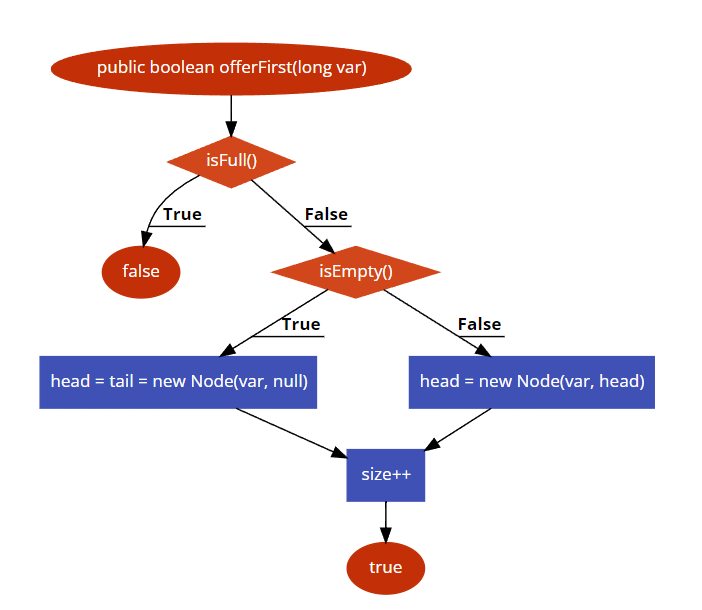 public boolean offerFirst(long var)
isFull()
True
False
false
isEmpty()
True
False
head = tail = new Node(var, null)
head = new Node(var, head)
size++
true